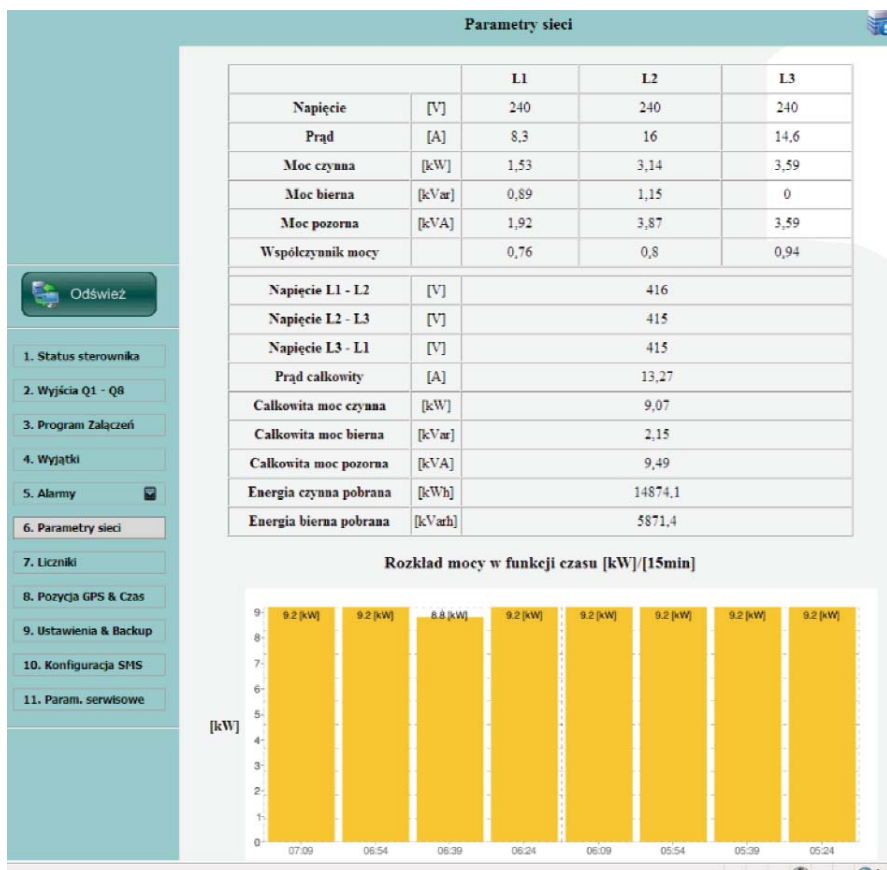 Parametry sieci
L1 L2 L3
Napięcie [V] 240 240 240
Prąd [A] 8,3 16 14,6
Moc czynna [kW] 1,53 3,14 3,59
Moc bierna [kVar] 0,89 1,15 0
Moc pozorna [kVA] 1,92 3,87 3,59
Współczynnik mocy 0,76 0,8 0,94
Napięcie L1 - L2 [V] 416
Napięcie L2 - L3 [V] 415
Napięcie L3 - L1 [V] 415
Prąd całkowity [A] 13,27
Całkowita moc czynna [kW] 9,07
Całkowita moc bierna [kVar] 2,15
Całkowita moc pozorna [kVA] 9,49
Energia czynna pobrana [kWh] 14874,1
Energia bierna pobrana [kVarh] 5871,4
Odśwież
1. Status sterownika
2. Wyjścia Q1 - Q8
3. Program Załączeń
4. Wyjątki
5. Alarmy
6. Parametry sieci
7. Liczniki
8. Pozycja GPS & Czas
9. Ustawienia & Backup
10. Konfiguracja SMS
11. Param. serwisowe
Rozkład mocy w funkcji czasu [kW]/[15min]
9.2 [kW] 9.2 [kW] 8.8 [kW] 9.2 [kW] 9.2 [kW] 9.2 [kW] 9.2 [kW] 9.2 [kW]
9
8
7
6
5
[kW]
4
3
2
1
0
07:09 06:54 06:39 06:24 06:09 05:54 05:39 05:24